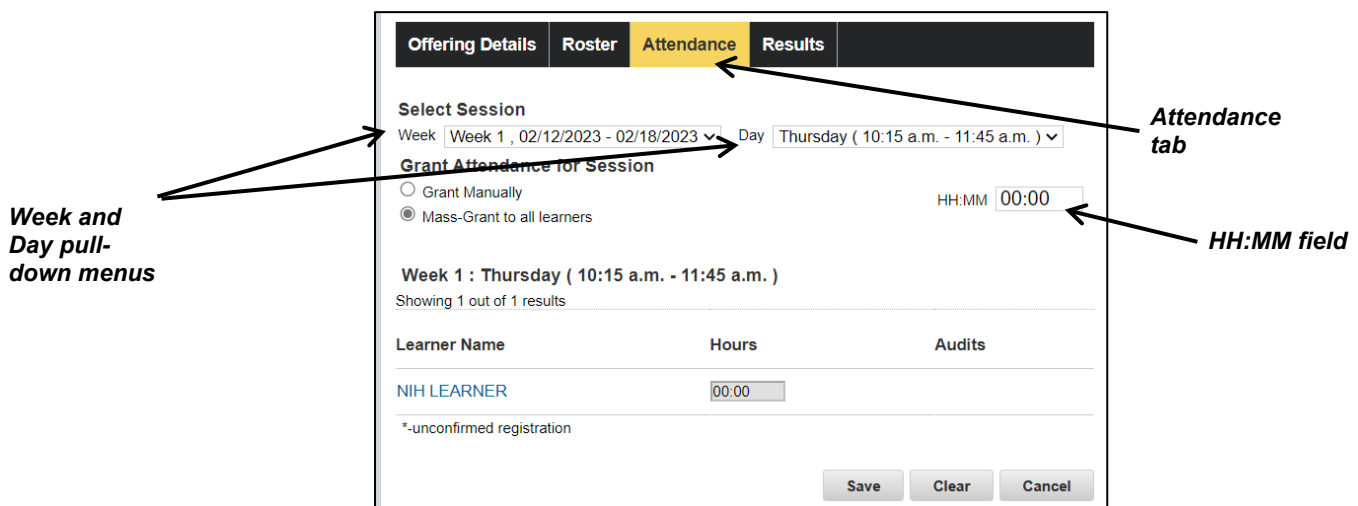 Offering Details Roster Attendance Results
Select Session
Week Week 1 , 02/12/2023 - 02/18/2023 Day Thursday ( 10:15 a.m. - 11:45 a.m. )
Grant Attendance for Session
Grant Manually
Mass-Grant to all learners
HH:MM 00:00
Week 1 : Thursday ( 10:15 a.m. - 11:45 a.m. )
Showing 1 out of 1 results
Learner Name Hours Audits
NIH LEARNER 00:00
*-unconfirmed registration
Save Clear Cancel
Attendance
tab
Week and
Day pull-
down menus
HH:MM field